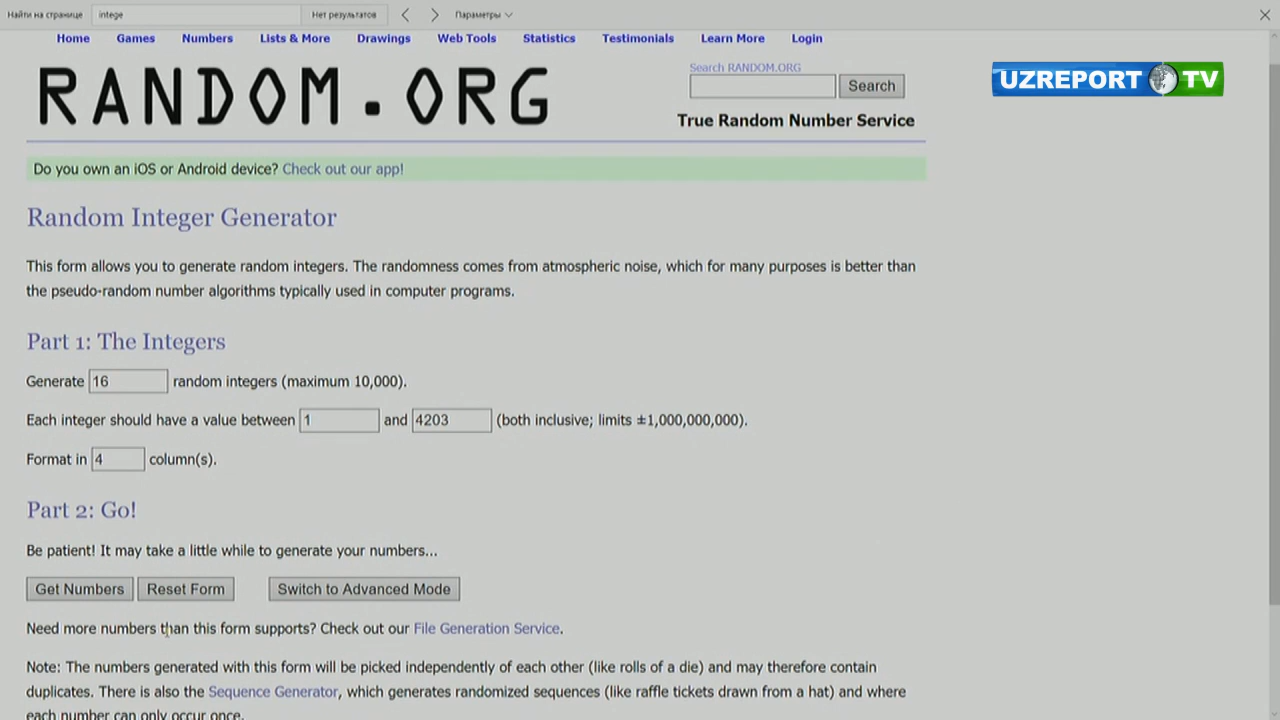 Найти на странице intege Нет результатов Параметры
Home Games Numbers Lists & More Drawings Web Tools Statistics Testimonials Learn More Login
RANDOM.ORG
Search RANDOM.ORG
Search
True Random Number Service
UZREPORT TV
Do you own an iOS or Android device? Check out our app!
Random Integer Generator
This form allows you to generate random integers. The randomness comes from atmospheric noise, which for many purposes is better than
the pseudo-random number algorithms typically used in computer programs.
Part 1: The Integers
Generate 16 random integers (maximum 10,000).
Each integer should have a value between 1 and 4203 (both inclusive; limits ±1,000,000,000).
Format in 4 column(s).
Part 2: Go!
Be patient! It may take a little while to generate your numbers...
Get Numbers Reset Form Switch to Advanced Mode
Need more numbers than this form supports? Check out our File Generation Service.
Note: The numbers generated with this form will be picked independently of each other (like rolls of a die) and may therefore contain
duplicates. There is also the Sequence Generator, which generates randomized sequences (like raffle tickets drawn from a hat) and where
each number can only occur once.